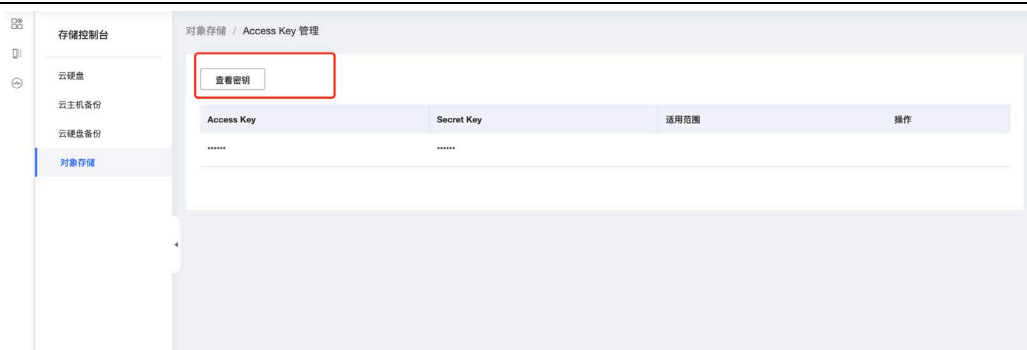 存储控制台
云硬盘
云主机备份
云硬盘备份
对象存储
对象存储 / Access Key 管理
查看密钥
Access Key Secret Key 适用范围 操作
•••••• ••••••